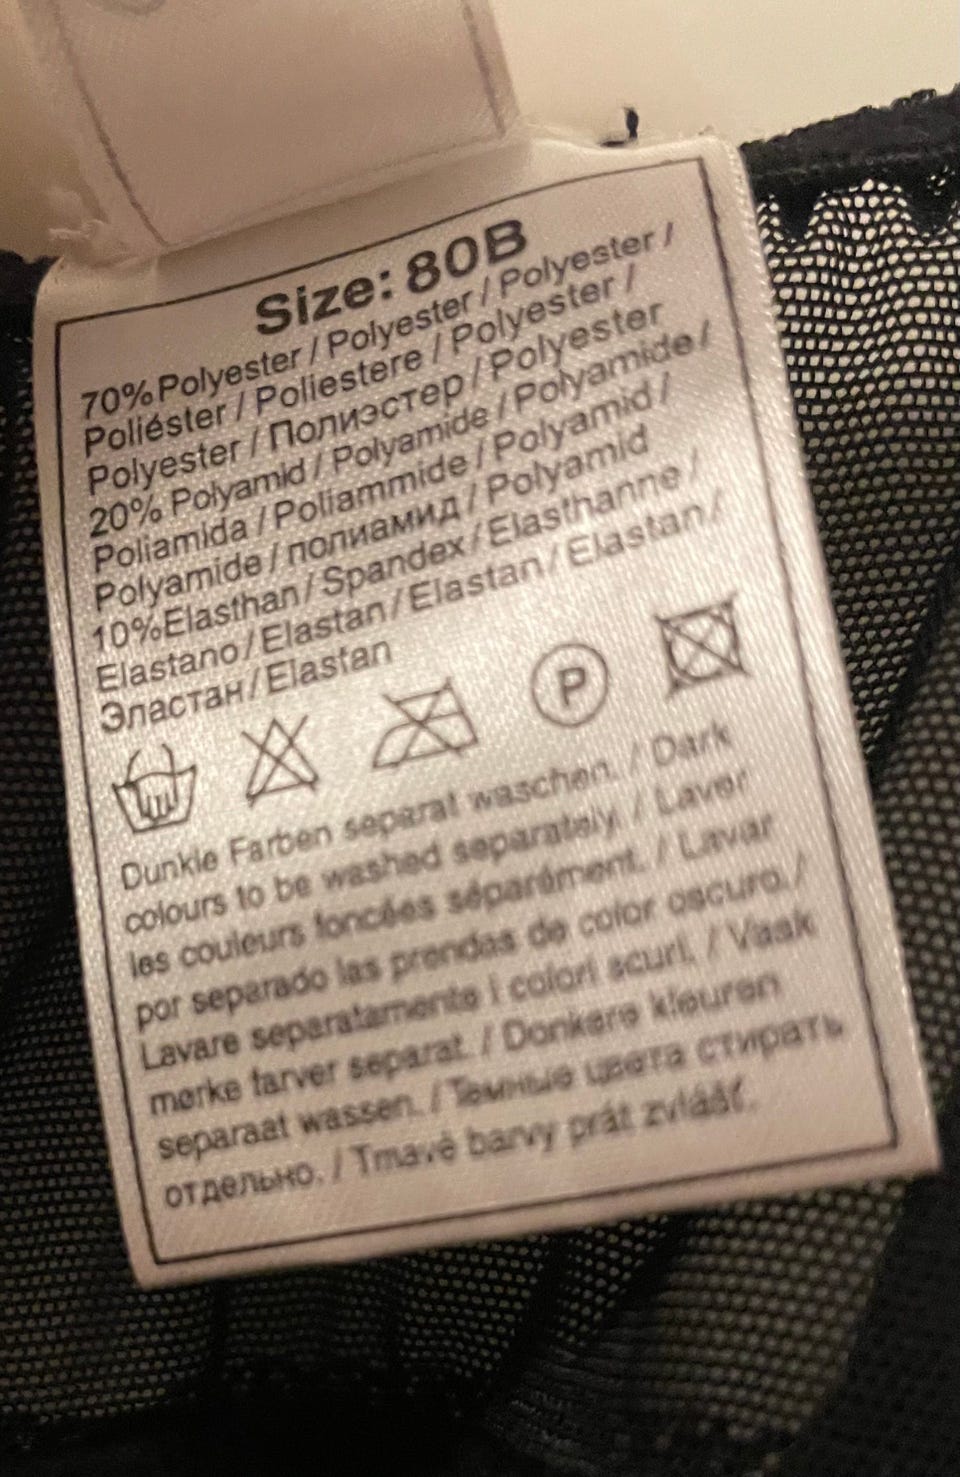 Size: 80B
70%Polyester / Polyester / Polyester /
Poliéster / Poliestere / Polyester /
Polyester / Полиэстер / Polyester
20% Polyamid / Polyamide / Polyamide /
Poliamida / Poliammide / Polyamid /
Polyamide / полиамид / Polyamid
10%Elasthan / Spandex / Elasthanne /
Elastano / Elastan / Elastan / Elastan /
Эластан / Elastan
P
Dunkle Farben separat waschen. / Dark
colours to be washed separately. / Laver
les couleurs foncées séparément. / Lavar
por separado las prendas de color oscuro. /
Lavare separatamente i colori scuri. / Vask
mørke farver separat. / Donkere kleuren
separaat wassen. / Темные цвета стирать
отдельно. / Tmavě barvy prát zvlášť.